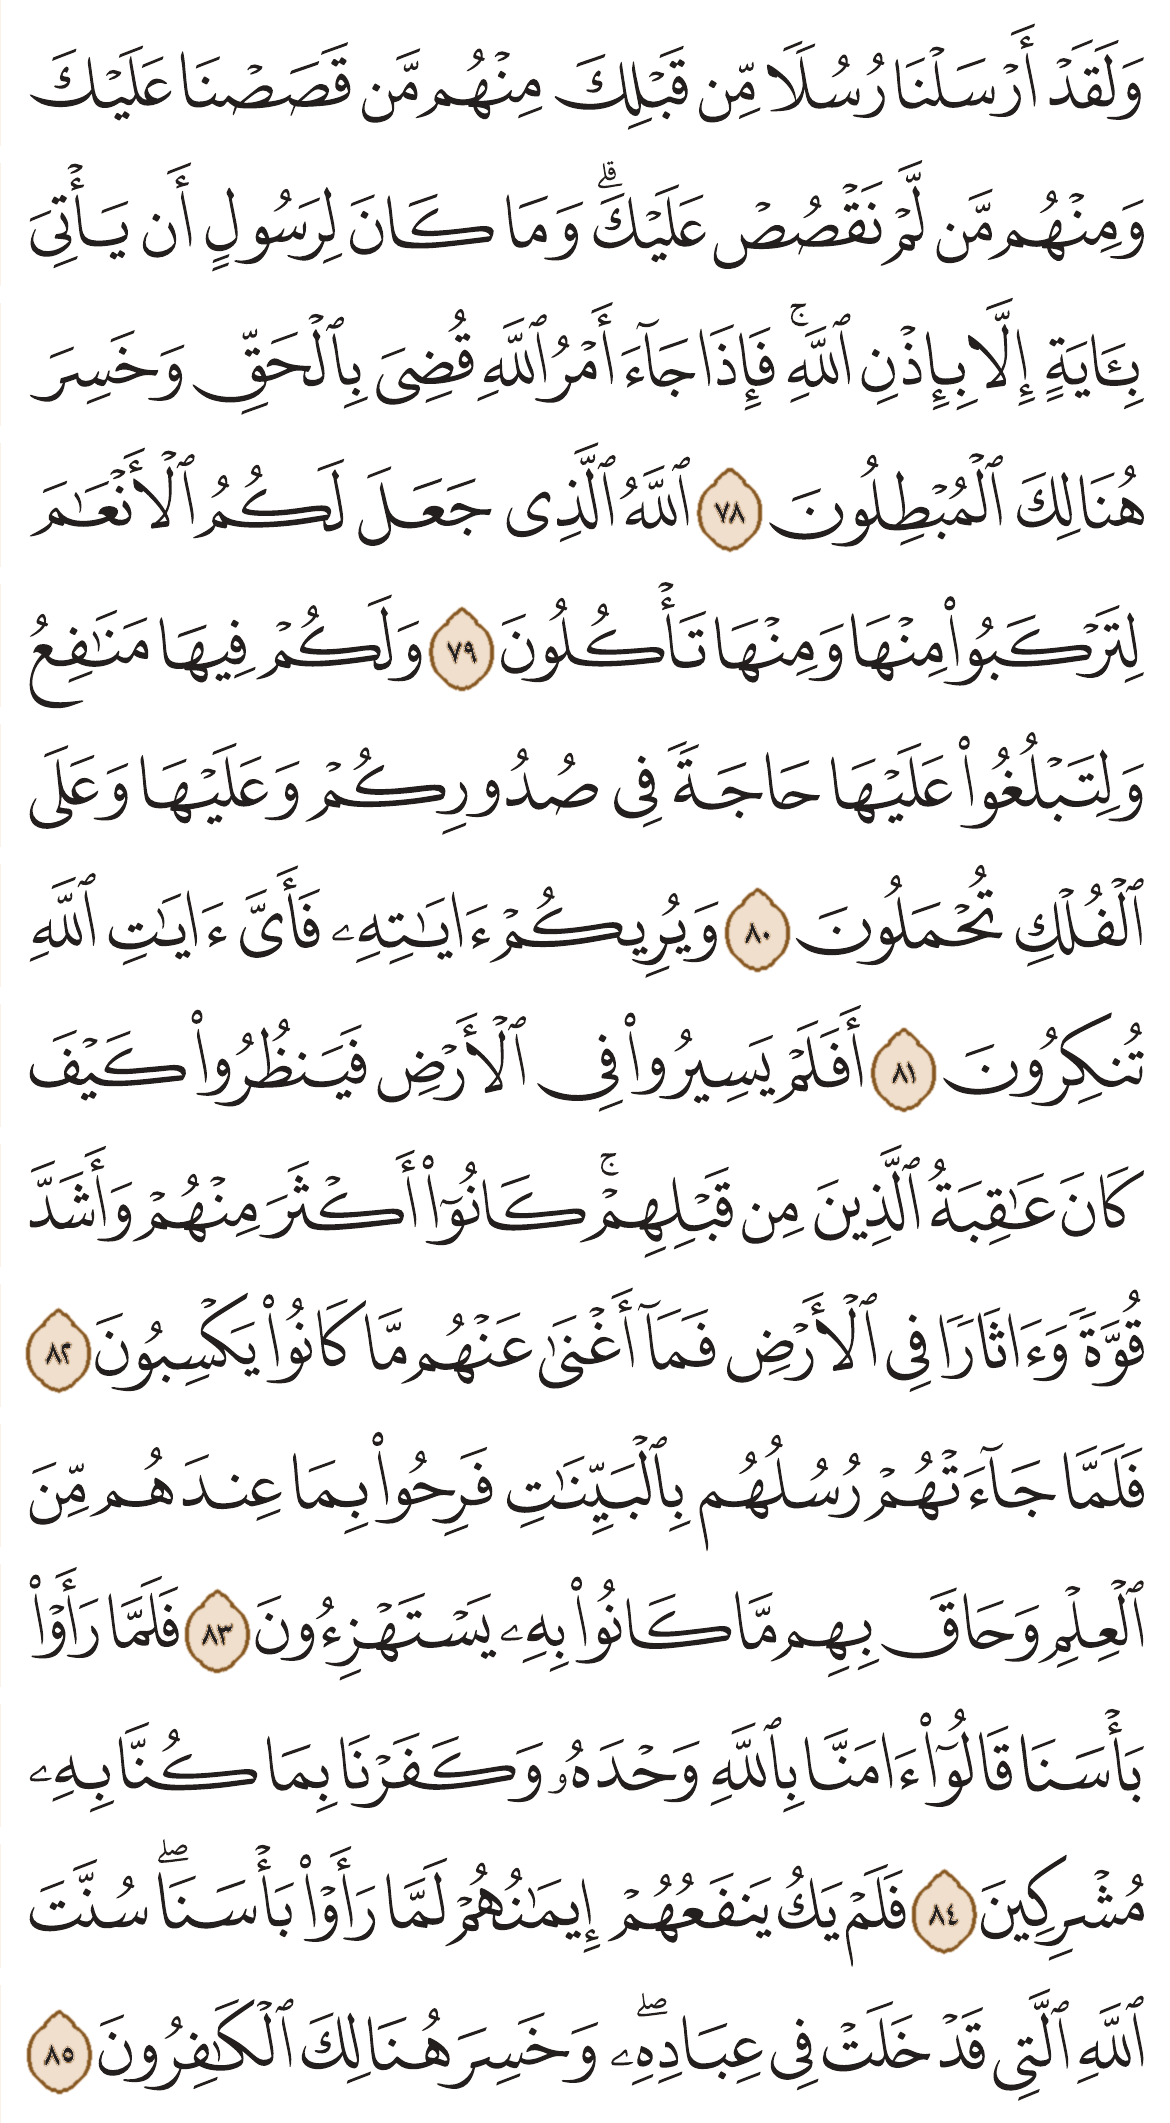 وَلَقَدْ أَرْسَلْنَا رُسُلًا مِّن قَبْلِكَ مِنْهُم مَّن قَصَصْنَا عَلَيْكَ
وَمِنْهُم مَّن لَّمْ نَقْصُصْ عَلَيْكَ ۗ وَمَا كَانَ لِرَسُولٍ أَن يَأْتِىَ
بِـَٔايَةٍ إِلَّا بِإِذْنِ ٱللَّهِ ۚ فَإِذَا جَآءَ أَمْرُ ٱللَّهِ قُضِىَ بِٱلْحَقِّ وَخَسِرَ
هُنَالِكَ ٱلْمُبْطِلُونَ ٧٨ ٱللَّهُ ٱلَّذِى جَعَلَ لَكُمُ ٱلْأَنْعَٰمَ
لِتَرْكَبُوا۟ مِنْهَا وَمِنْهَا تَأْكُلُونَ ٧٩ وَلَكُمْ فِيهَا مَنَٰفِعُ
وَلِتَبْلُغُوا۟ عَلَيْهَا حَاجَةً فِى صُدُورِكُمْ وَعَلَيْهَا وَعَلَى
ٱلْفُلْكِ تُحْمَلُونَ ٨٠ وَيُرِيكُمْ ءَايَٰتِهِۦ فَأَىَّ ءَايَٰتِ ٱللَّهِ
تُنكِرُونَ ٨١ أَفَلَمْ يَسِيرُوا۟ فِى ٱلْأَرْضِ فَيَنظُرُوا۟ كَيْفَ
كَانَ عَٰقِبَةُ ٱلَّذِينَ مِن قَبْلِهِمْ ۚ كَانُوٓا۟ أَكْثَرَ مِنْهُمْ وَأَشَدَّ
قُوَّةً وَءَاثَارًا فِى ٱلْأَرْضِ فَمَآ أَغْنَىٰ عَنْهُم مَّا كَانُوا۟ يَكْسِبُونَ ٨٢
فَلَمَّا جَآءَتْهُمْ رُسُلُهُم بِٱلْبَيِّنَٰتِ فَرِحُوا۟ بِمَا عِندَهُم مِّنَ
ٱلْعِلْمِ وَحَاقَ بِهِم مَّا كَانُوا۟ بِهِۦ يَسْتَهْزِءُونَ ٨٣ فَلَمَّا رَأَوْا۟
بَأْسَنَا قَالُوٓا۟ ءَامَنَّا بِٱللَّهِ وَحْدَهُۥ وَكَفَرْنَا بِمَا كُنَّا بِهِۦ
مُشْرِكِينَ ٨٤ فَلَمْ يَكُ يَنفَعُهُمْ إِيمَٰنُهُمْ لَمَّا رَأَوْا۟ بَأْسَنَا ۖ سُنَّتَ
ٱللَّهِ ٱلَّتِى قَدْ خَلَتْ فِى عِبَادِهِۦ ۖ وَخَسِرَ هُنَالِكَ ٱلْكَٰفِرُونَ ٨٥